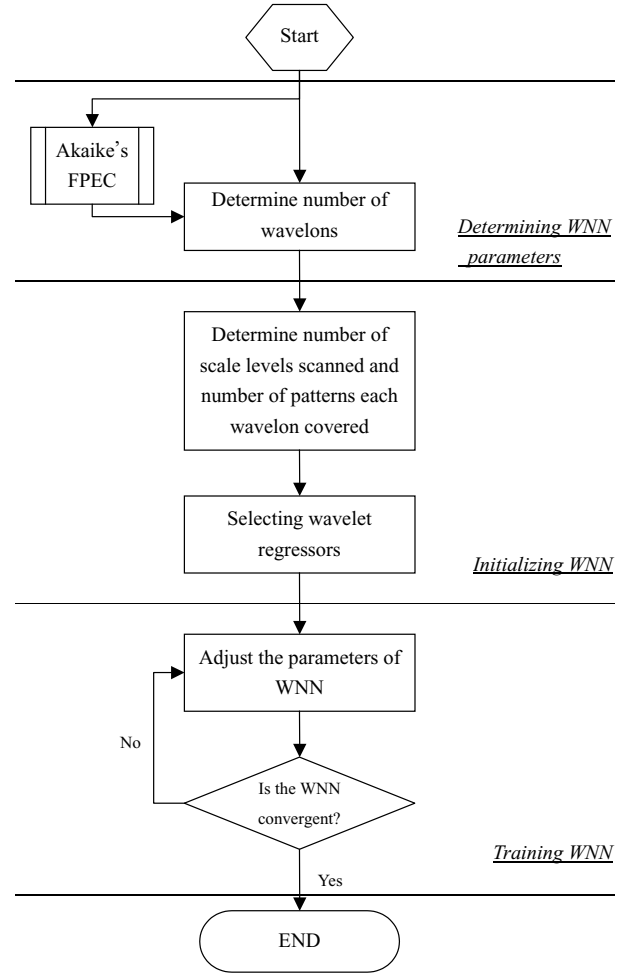 Start
Akaike's
FPEC
Determine number of
wavelons
Determining WNN
parameters
Determine number of
scale levels scanned and
number of patterns each
wavelon covered
Selecting wavelet
regressors
Initializing WNN
Adjust the parameters of
WNN
No
Is the WNN
convergent?
Training WNN
Yes
END